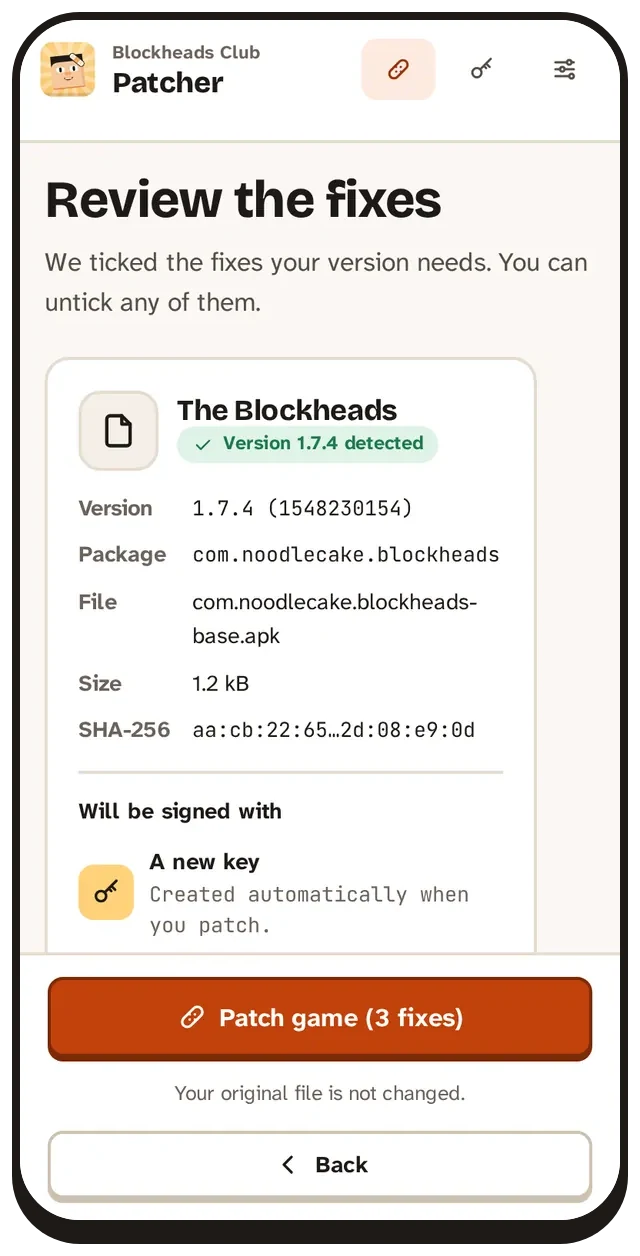 Blockheads Club
Patcher
Review the fixes
We ticked the fixes your version needs. You can
untick any of them.
The Blockheads
Version 1.7.4 detected
Version 1.7.4 (1548230154)
Package com.noodlecake.blockheads
File com.noodlecake.blockheads-
base.apk
Size 1.2 kB
SHA-256 aa:cb:22:65…2d:08:e9:0d
Will be signed with
A new key
Created automatically when
you patch.
Patch game (3 fixes)
Your original file is not changed.
Back